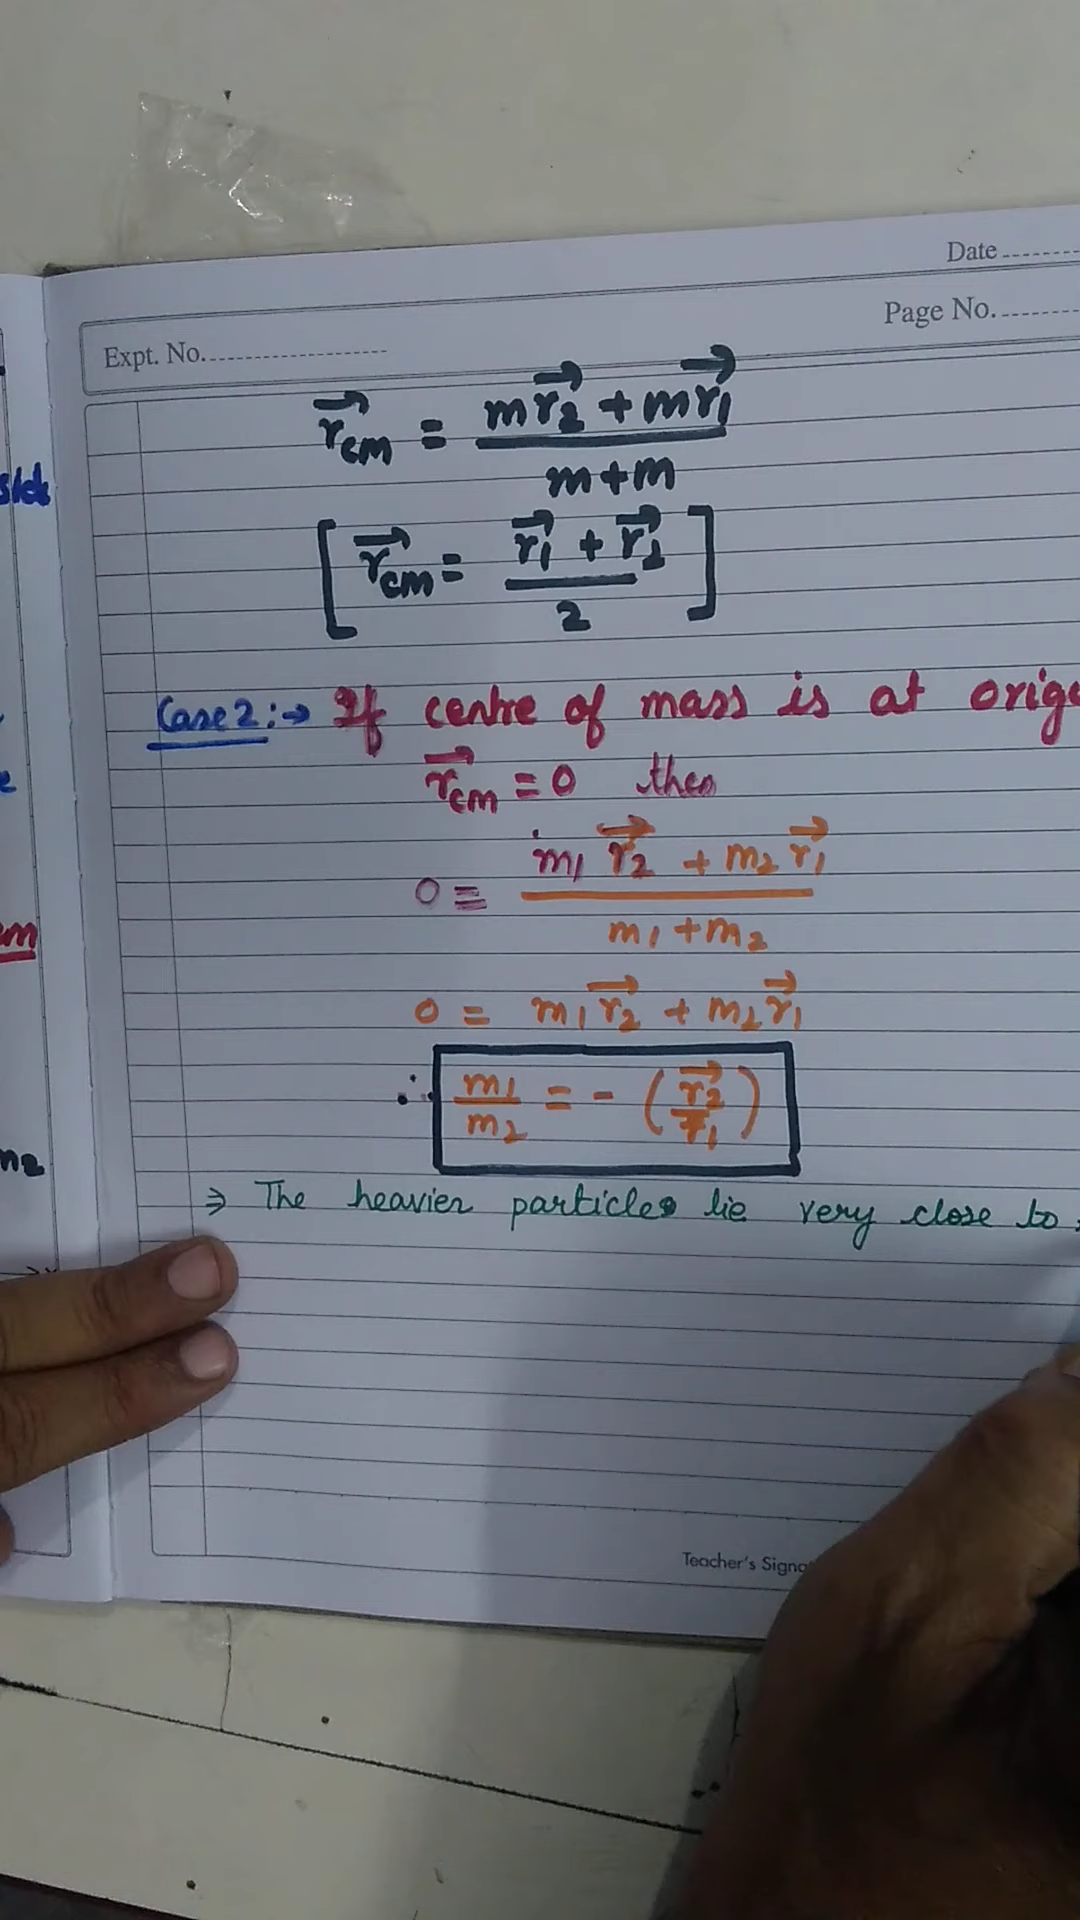 Date
Page No.
Expt. No.
r⃗cm = mr⃗2 + mr⃗1 / m+m
[ r⃗cm = r⃗1 + r⃗2 / 2 ]
Case 2:→ If centre of mass is at
r⃗cm = 0 then
0 = m1 r⃗2 + m2 r⃗1 / m1 + m2
0 = m1 r⃗2 + m2 r⃗1
∴ m1/m2 = - (r⃗2/r⃗1)
⇒ The heavier particles lie very close to
Teacher's